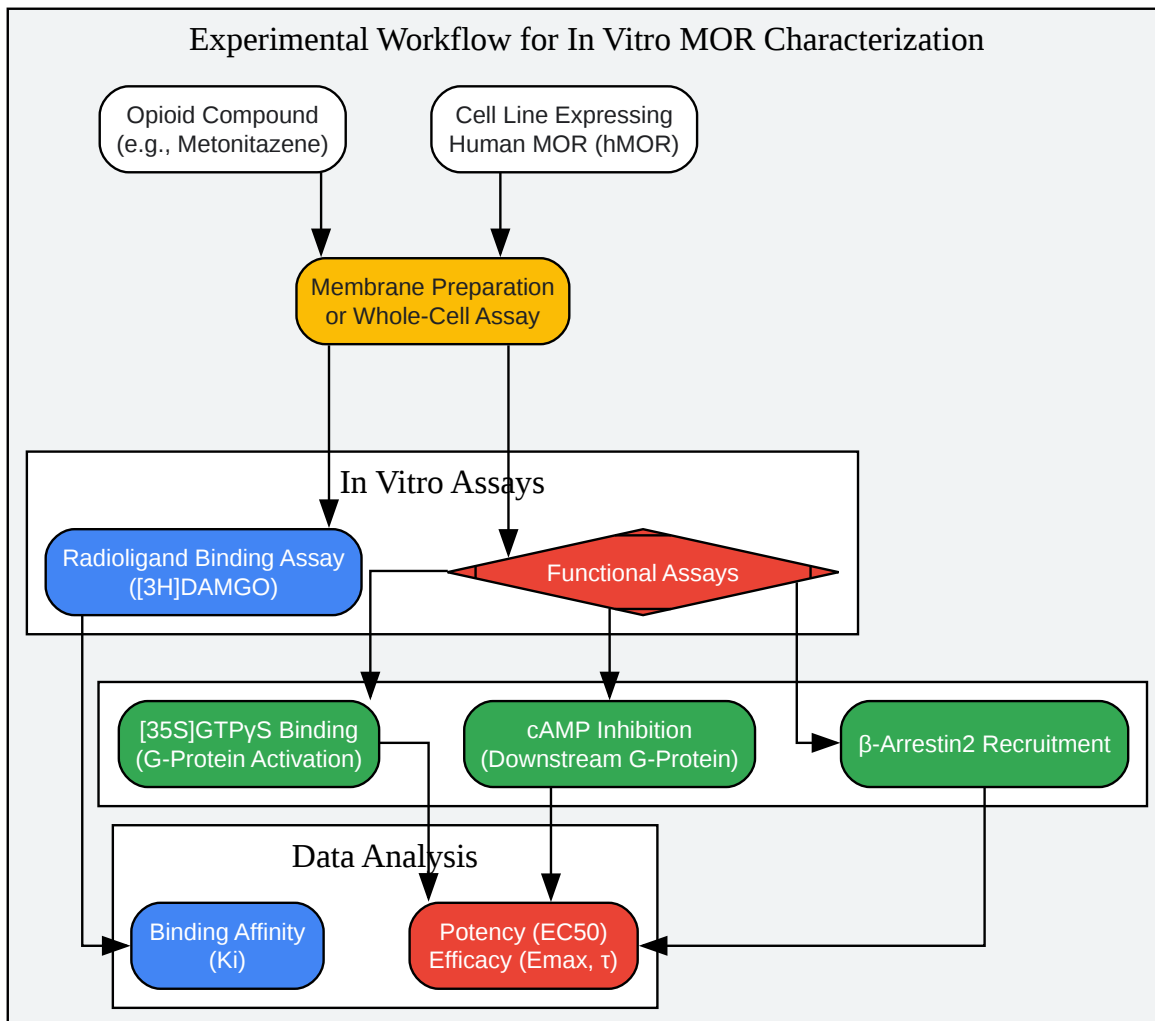 Experimental Workflow for In Vitro MOR Characterization
Opioid Compound
(e.g., Metonitazene)
Cell Line Expressing
Human MOR (hMOR)
Membrane Preparation
or Whole-Cell Assay
In Vitro Assays
Radioligand Binding Assay
([3H]DAMGO)
Functional Assays
[35S]GTPγS Binding
(G-Protein Activation)
cAMP Inhibition
(Downstream G-Protein)
β-Arrestin2 Recruitment
Data Analysis
Binding Affinity
(Ki)
Potency (EC50)
Efficacy (Emax, τ)